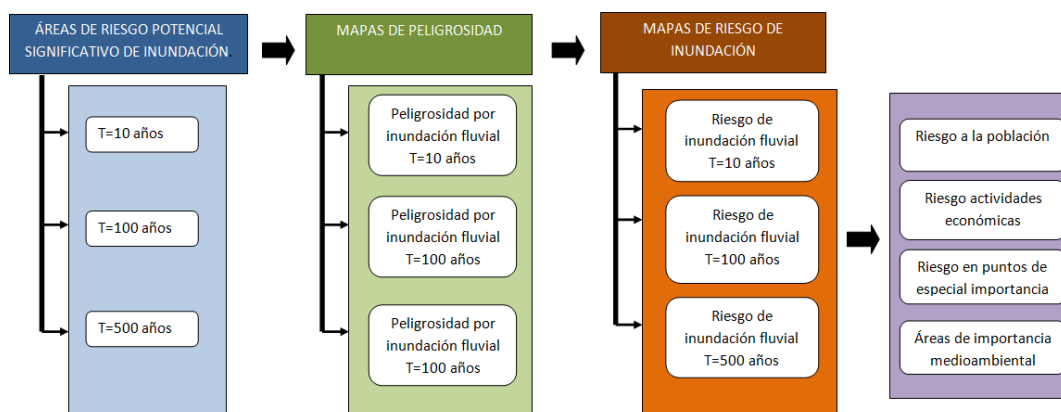 ÁREAS DE RIESGO POTENCIAL
SIGNIFICATIVO DE INUNDACIÓN.
T=10 años
T=100 años
T=500 años
MAPAS DE PELIGROSIDAD
Peligrosidad por
inundación fluvial
T=10 años
Peligrosidad por
inundación fluvial
T=100 años
Peligrosidad por
inundación fluvial
T=100 años
MAPAS DE RIESGO DE
INUNDACIÓN
Riesgo de
inundación fluvial
T=10 años
Riesgo de
inundación fluvial
T=100 años
Riesgo de
inundación fluvial
T=500 años
Riesgo a la población
Riesgo actividades
económicas
Riesgo en puntos de
especial importancia
Áreas de importancia
medioambiental